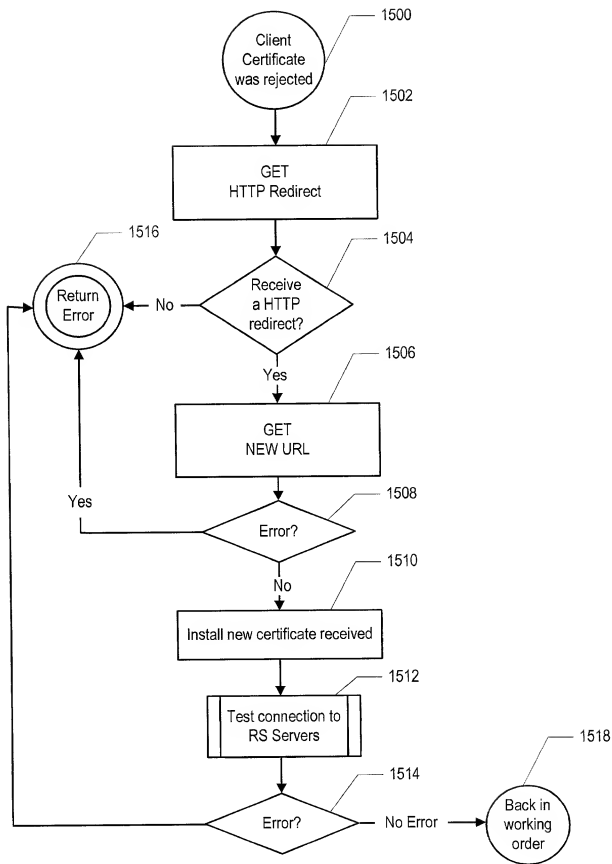 1500
Client
Certificate
was rejected
1502
GET
HTTP Redirect
1516
1504
Return
Error
No
Receive
a HTTP
redirect?
Yes
1506
GET
NEW URL
1508
Yes
Error?
No
1510
Install new certificate received
1512
Test connection to
RS Servers
1514
1518
Error?
No Error
Back in
working
order